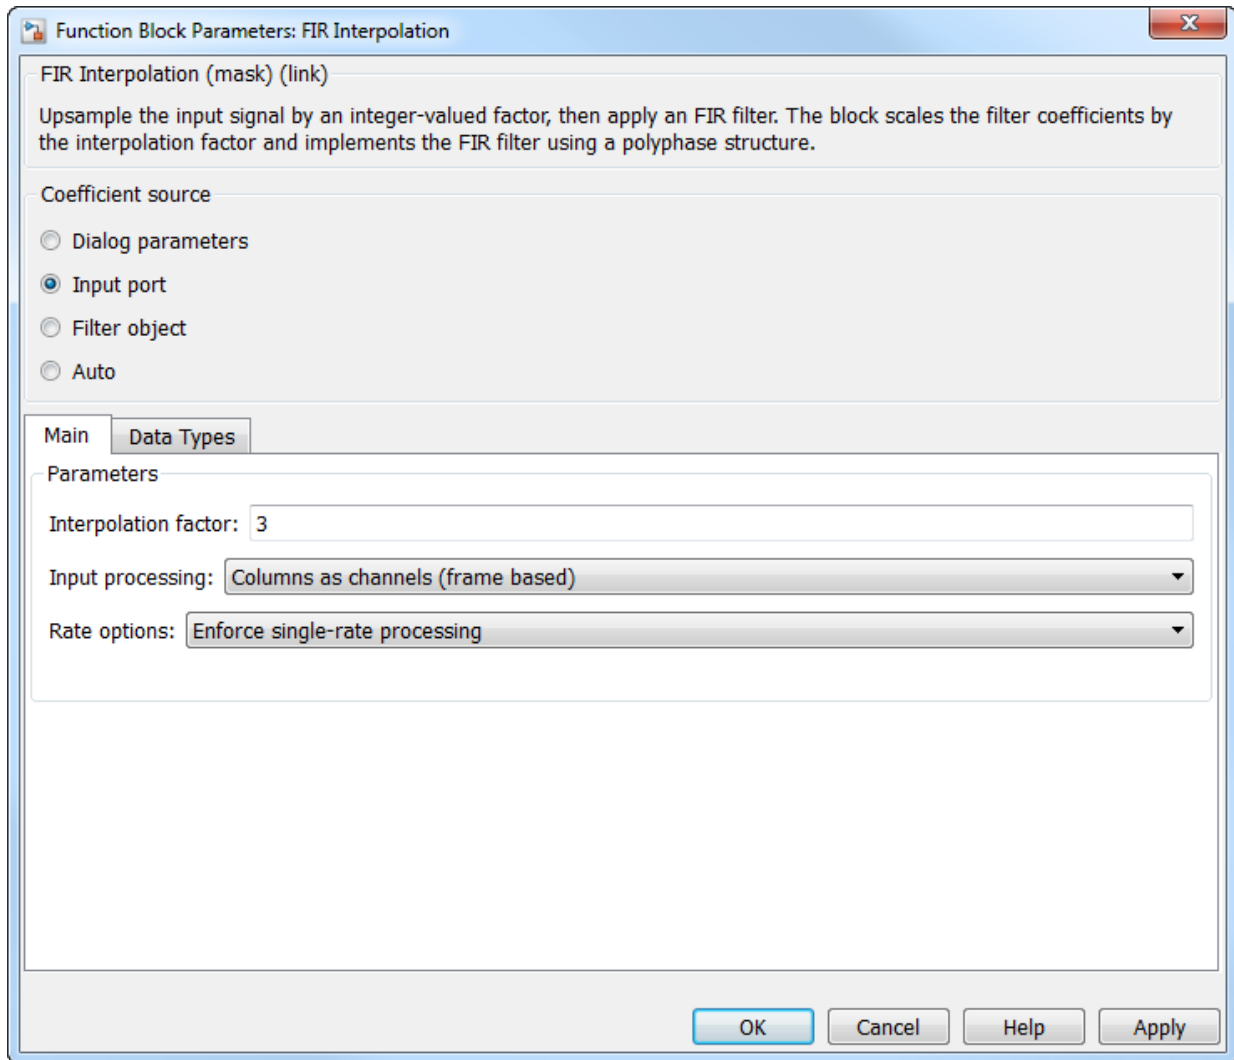 Function Block Parameters: FIR Interpolation
X
FIR Interpolation (mask) (link)
Upsample the input signal by an integer-valued factor, then apply an FIR filter. The block scales the filter coefficients by
the interpolation factor and implements the FIR filter using a polyphase structure.
Coefficient source
Dialog parameters
Input port
Filter object
Auto
Main Data Types
Parameters
Interpolation factor: 3
Input processing: Columns as channels (frame based)
Rate options: Enforce single-rate processing
OK Cancel Help Apply